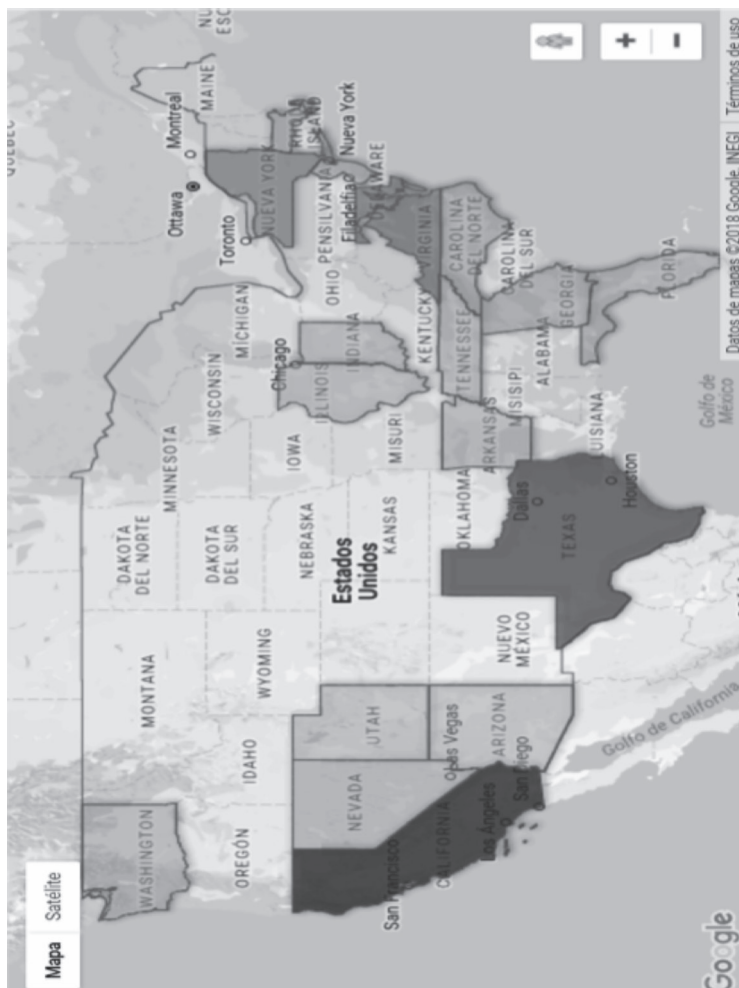 Mapa
Satélite
QUEBEC
NU
ESC
MAINE
Montreal
Ottawa
Toronto
NUEVA YORK
RHODE
ISLAND
Nueva York
PENSILVANIA
Filadelfia
DELAWARE
OHIO
VIRGINIA
MÍCHIGAN
WISCONSIN
MINNESOTA
DAKOTA
DEL NORTE
DAKOTA
DEL SUR
MONTANA
WASHINGTON
IDAHO
OREGÓN
WYOMING
NEBRASKA
IOWA
Chicago
ILLINOIS
INDIANA
KENTUCKY
CAROLINA
DEL NORTE
TENNESSEE
CAROLINA
DEL SUR
MISURI
KANSAS
Estados
Unidos
UTAH
NEVADA
San Francisco
CALIFORNIA
Las Vegas
Los Ángeles
San Diego
ARIZONA
NUEVO
MÉXICO
OKLAHOMA
ARKANSAS
MISISIPI
ALABAMA
GEORGIA
FLORIDA
LUISIANA
Dallas
TEXAS
Houston
Golfo de
México
Golfo de California
+
-
Google
Datos de mapas ©2018 Google, INEGI
Términos de uso